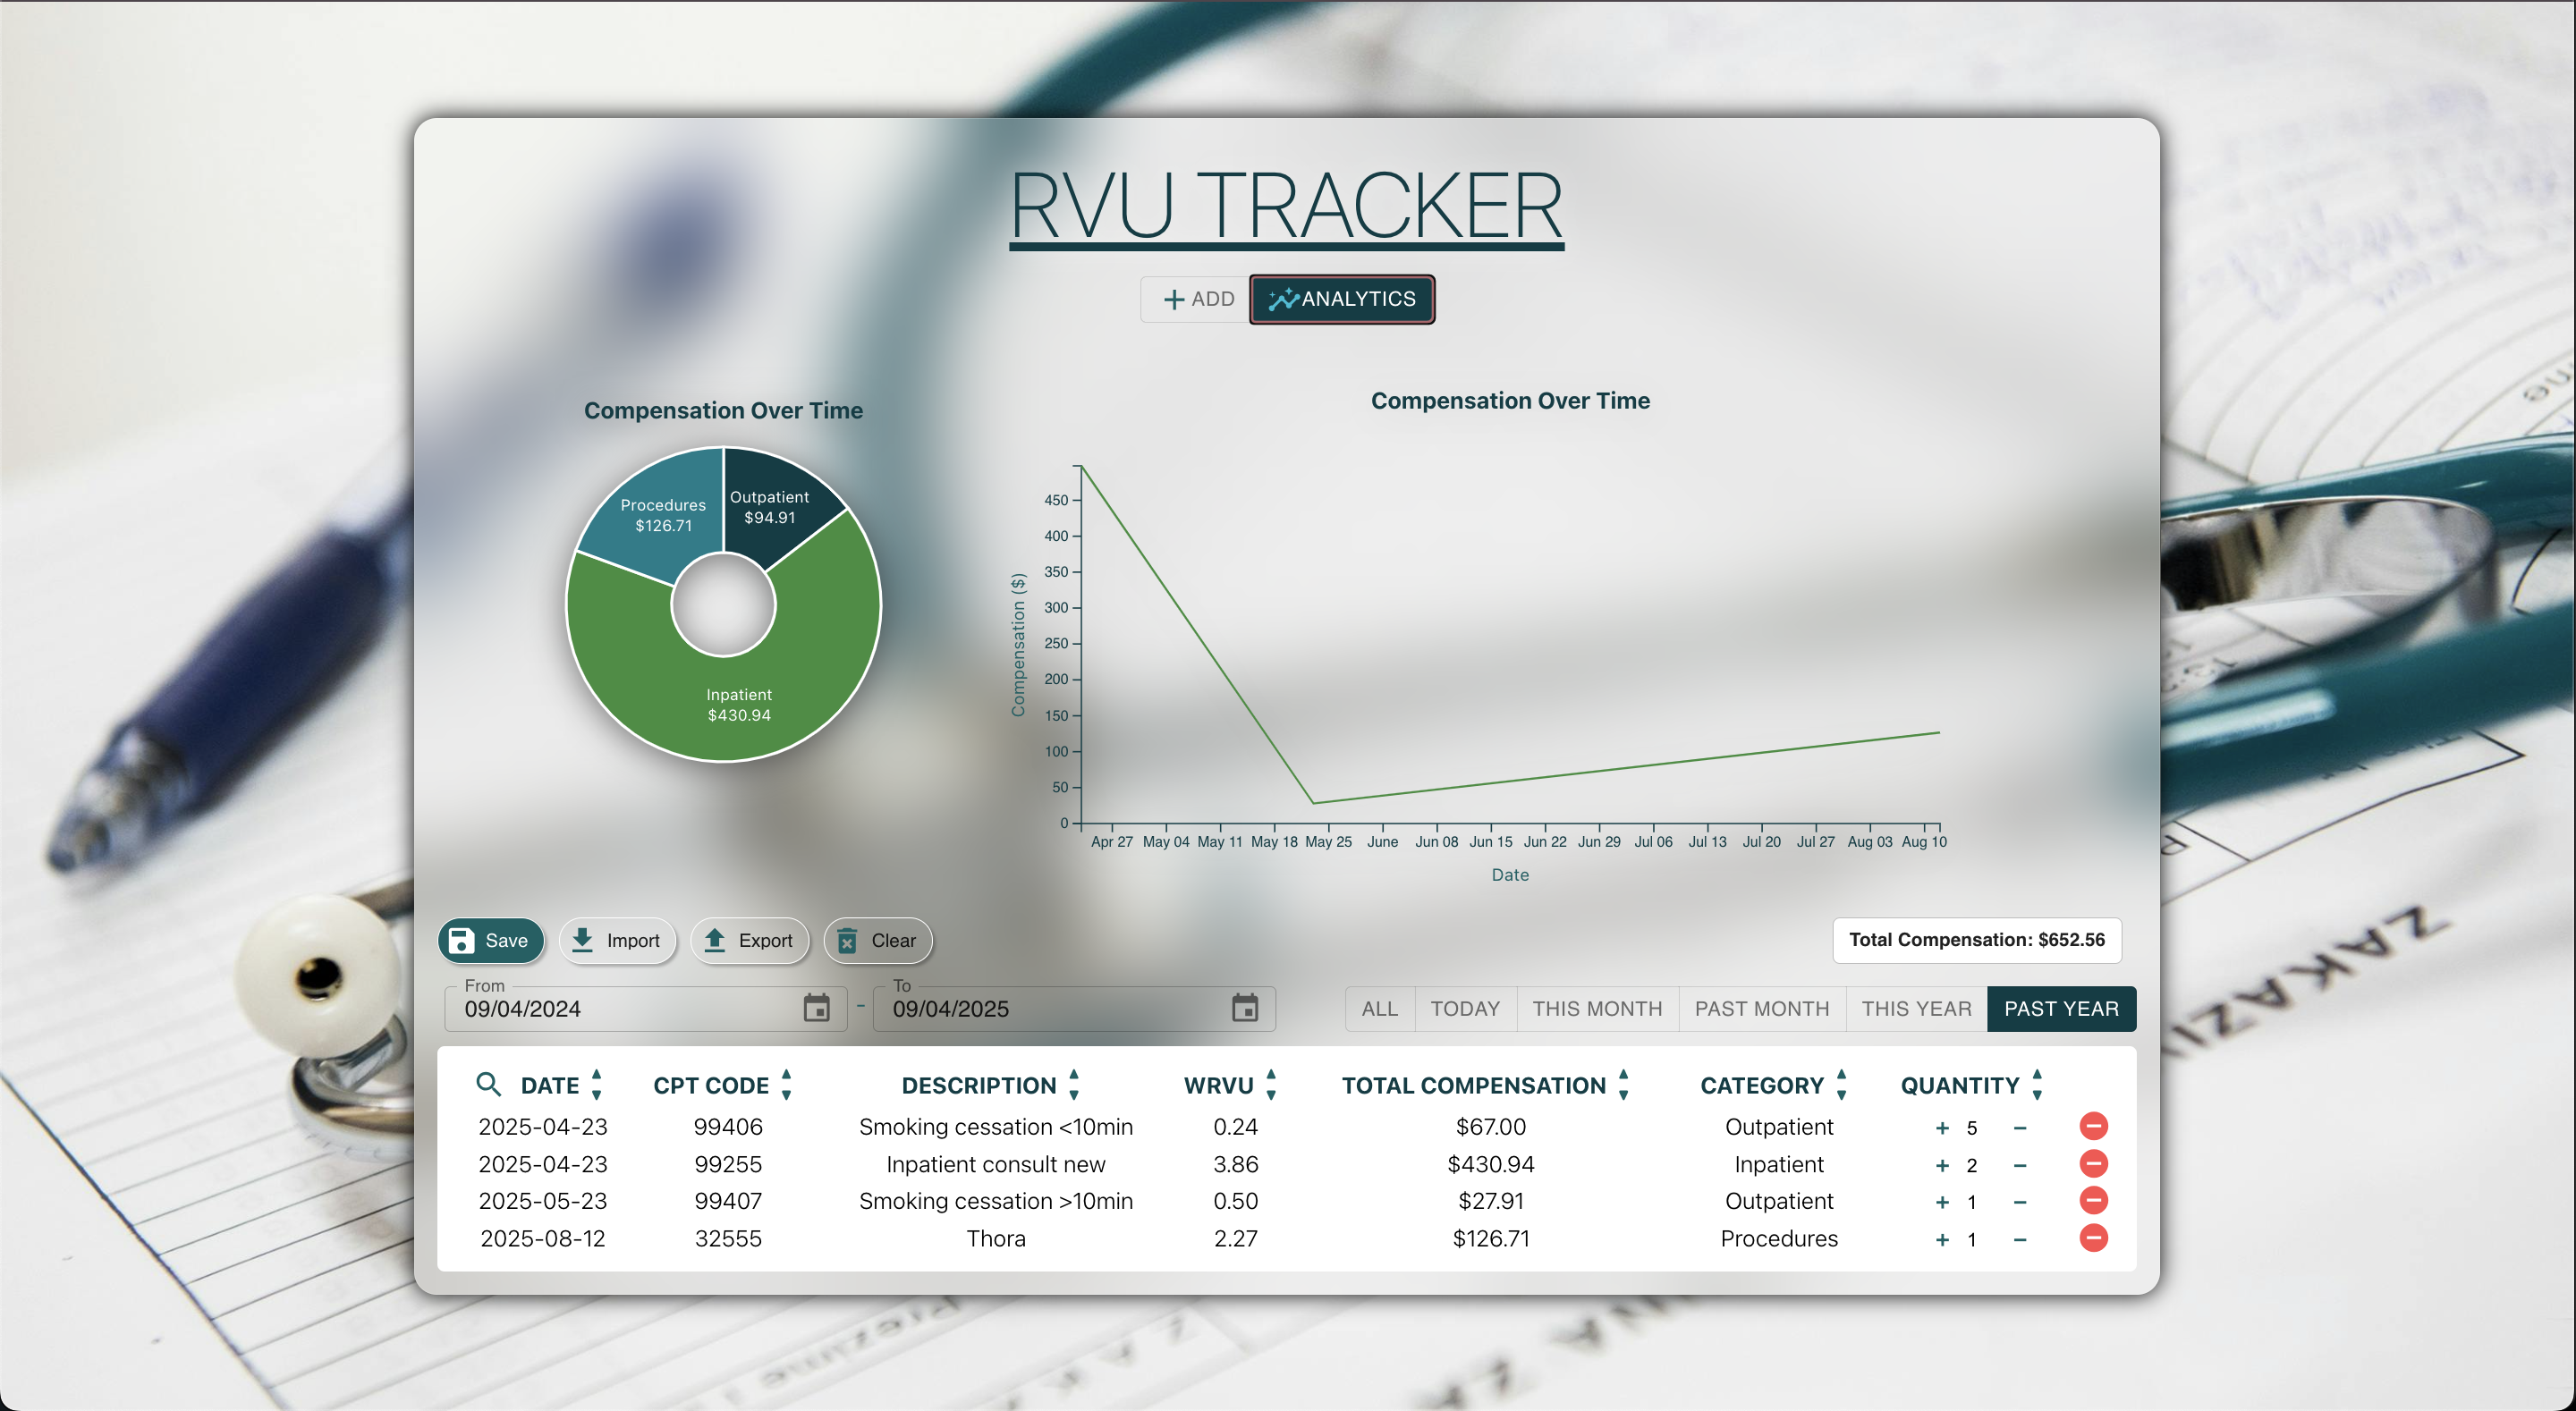 RVU TRACKER
ADD
ANALYTICS
Compensation Over Time
Procedures
$126.71
Outpatient
$94.91
Inpatient
$430.94
Compensation Over Time
Compensation ($)
450
400
350
300
250
200
150
100
50
0
Apr 27 May 04 May 11 May 18 May 25 June Jun 08 Jun 15 Jun 22 Jun 29 Jul 06 Jul 13 Jul 20 Jul 27 Aug 03 Aug 10
Date
Save Import Export Clear
Total Compensation: $652.56
From
09/04/2024
-
To
09/04/2025
ALL TODAY THIS MONTH PAST MONTH THIS YEAR PAST YEAR
DATE CPT CODE DESCRIPTION WRVU TOTAL COMPENSATION CATEGORY QUANTITY
2025-04-23 99406 Smoking cessation <10min 0.24 $67.00 Outpatient + 5 −
2025-04-23 99255 Inpatient consult new 3.86 $430.94 Inpatient + 2 −
2025-05-23 99407 Smoking cessation >10min 0.50 $27.91 Outpatient + 1 −
2025-08-12 32555 Thora 2.27 $126.71 Procedures + 1 −